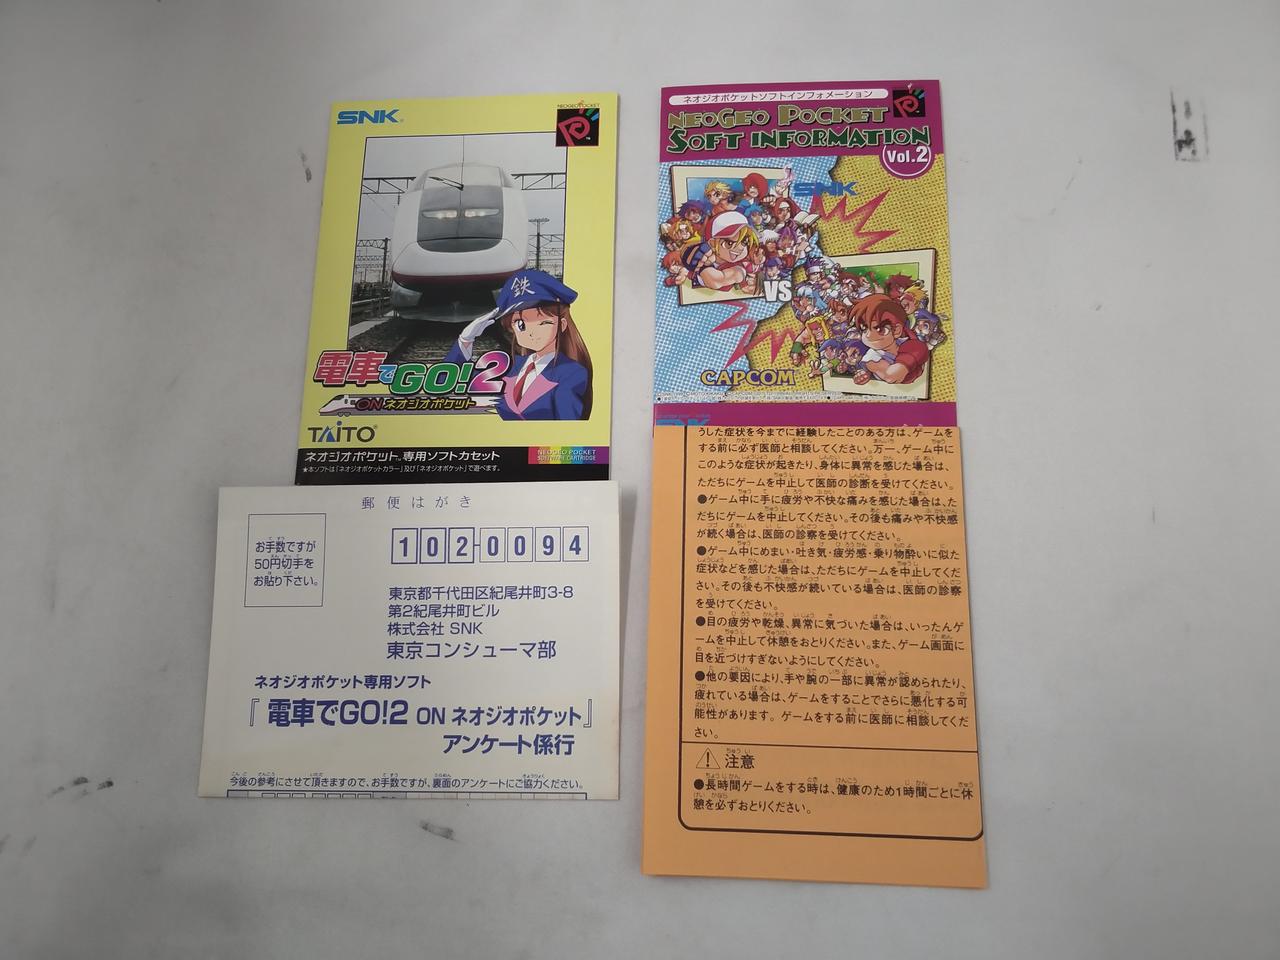 SNK
NEOGEO POCKET
鉄
電車でGO!2
ON ネオジオポケット
TAITO
ネオジオポケット™専用ソフトカセット
NEOGEO POCKET
SOFTWARE CARTRIDGE
★本ソフトは「ネオジオポケットカラー」及び「ネオジオポケット」で遊べます。
郵便はがき
お手数ですが
50円切手を
お貼り下さい。
102-0094
東京都千代田区紀尾井町3-8
第2紀尾井町ビル
株式会社 SNK
東京コンシューマ部
ネオジオポケット専用ソフト
『電車でGO!2 ON ネオジオポケット』
アンケート係行
今後の参考にさせて頂きますので、お手数ですが、裏面のアンケートにご協力ください。
ネオジオポケットソフトインフォメーション
NEOGEO POCKET
SOFT INFORMATION
Vol.2
SNK
VS
CAPCOM
うした症状を今までに経験したことのある方は、ゲームを
する前に必ず医師と相談してください。万一、ゲーム中に
このような症状が起きたり、身体に異常を感じた場合は、
ただちにゲームを中止して医師の診断を受けてください。
●ゲーム中に手に疲労や不快な痛みを感じた場合は、た
だちにゲームを中止してください。その後も痛みや不快感
が続く場合は、医師の診察を受けてください。
●ゲーム中にめまい・吐き気・疲労感・乗り物酔いに似た
症状などを感じた場合は、ただちにゲームを中止してくだ
さい。その後も不快感が続いている場合は、医師の診察
を受けてください。
●目の疲労や乾燥、異常に気づいた場合は、いったんゲ
ームを中止して休憩をおとりください。また、ゲーム画面に
目を近づけすぎないようにしてください。
●他の要因により、手や腕の一部に異常が認められたり、
疲れている場合は、ゲームをすることでさらに悪化する可
能性があります。ゲームをする前に医師に相談してくだ
さい。
注意
●長時間ゲームをする時は、健康のため1時間ごとに休
憩を必ずおとりください。